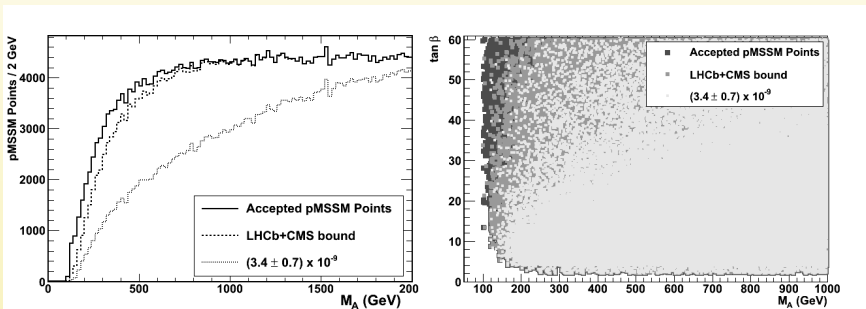 pMSSM Points / 2 GeV
4000
3000
2000
1000
0
Accepted pMSSM Points
LHCb+CMS bound
(3.4 ± 0.7) x 10⁻⁹
0 500 1000 1500 2000
M_A (GeV)
tan β
60
50
40
30
20
10
0
Accepted pMSSM Points
LHCb+CMS bound
(3.4 ± 0.7) x 10⁻⁹
100 200 300 400 500 600 700 800 900 1000
M_A (GeV)